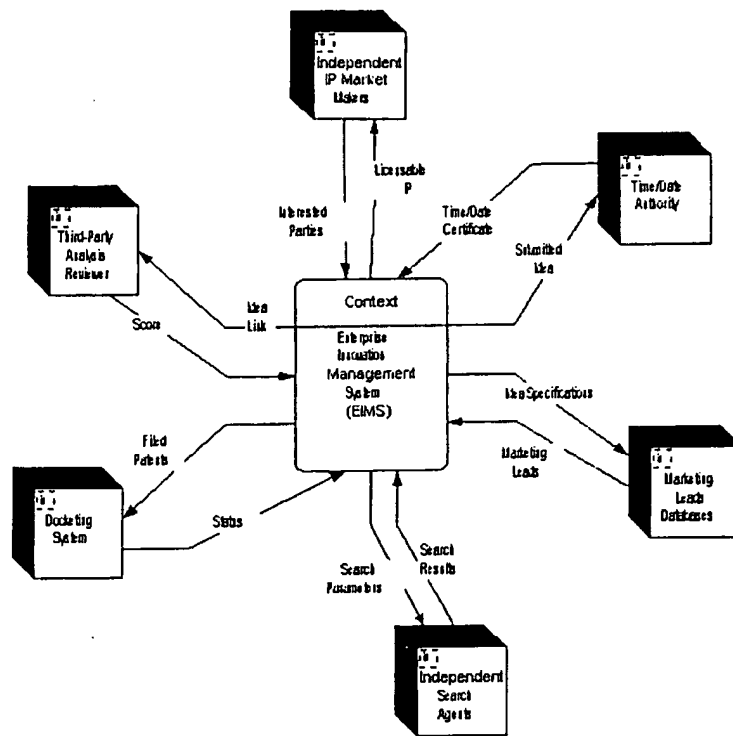 Independent
IP Market
Makers
Licensable
IP
Interested
Parties
Time/Date
Certificate
Time/Date
Authority
Submitted
Idea
Third-Party
Analysis
Reviewer
Idea
Link
Score
Context
Enterprise
Innovation
Management
System
(EIMS)
Idea Specifications
Marketing
Leads
Marketing
Leads
Databases
Filed
Patents
Docketing
System
Status
Search
Parameters
Search
Results
Independent
Search
Agents